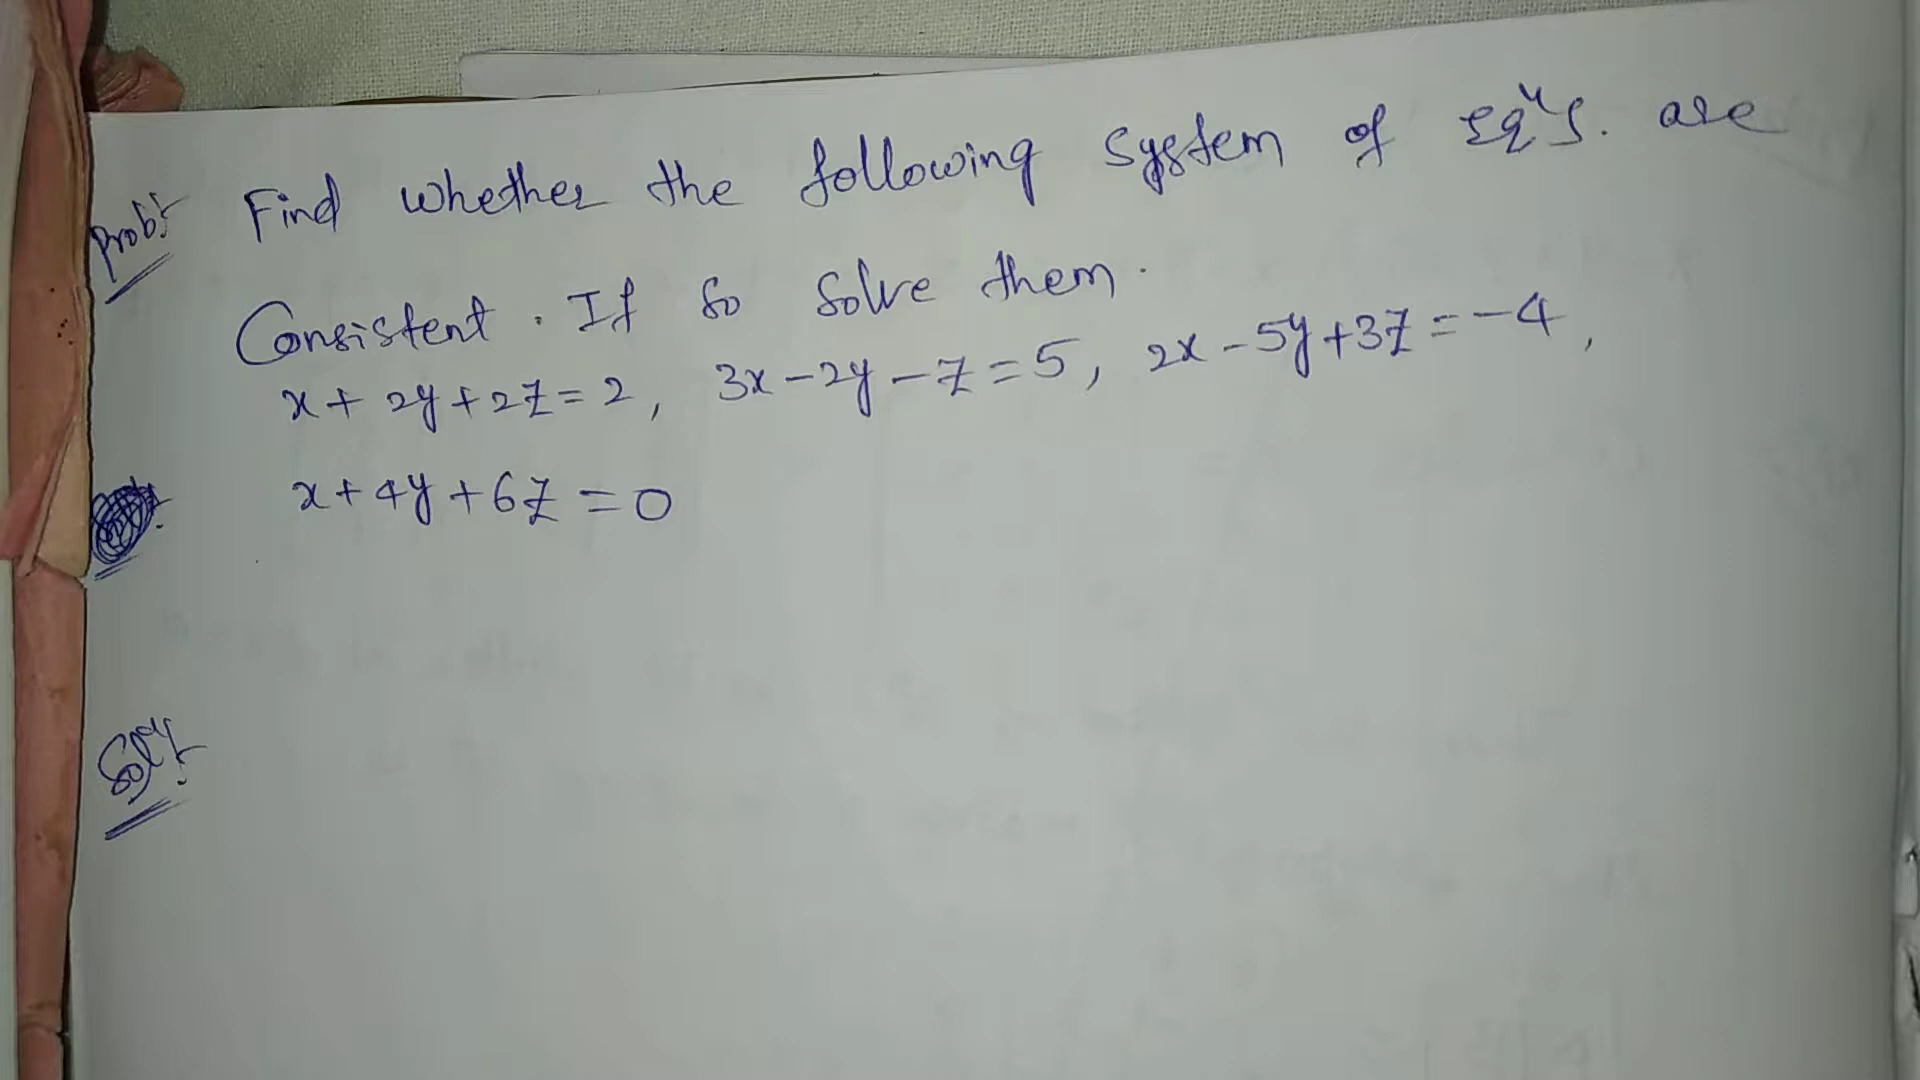 Prob:- Find whether the following system of Eqns. are
Consistent. If so solve them.
x + 2y + 2z = 2, 3x - 2y - z = 5, 2x - 5y + 3z = -4,
x + 4y + 6z = 0
Soln:-